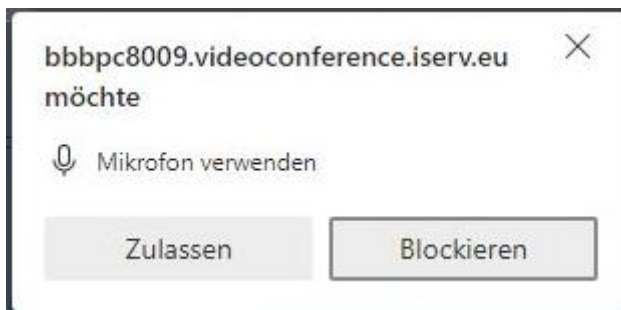 bbbpc8009.videoconference.iserv.eu
möchte
Mikrofon verwenden
Zulassen Blockieren